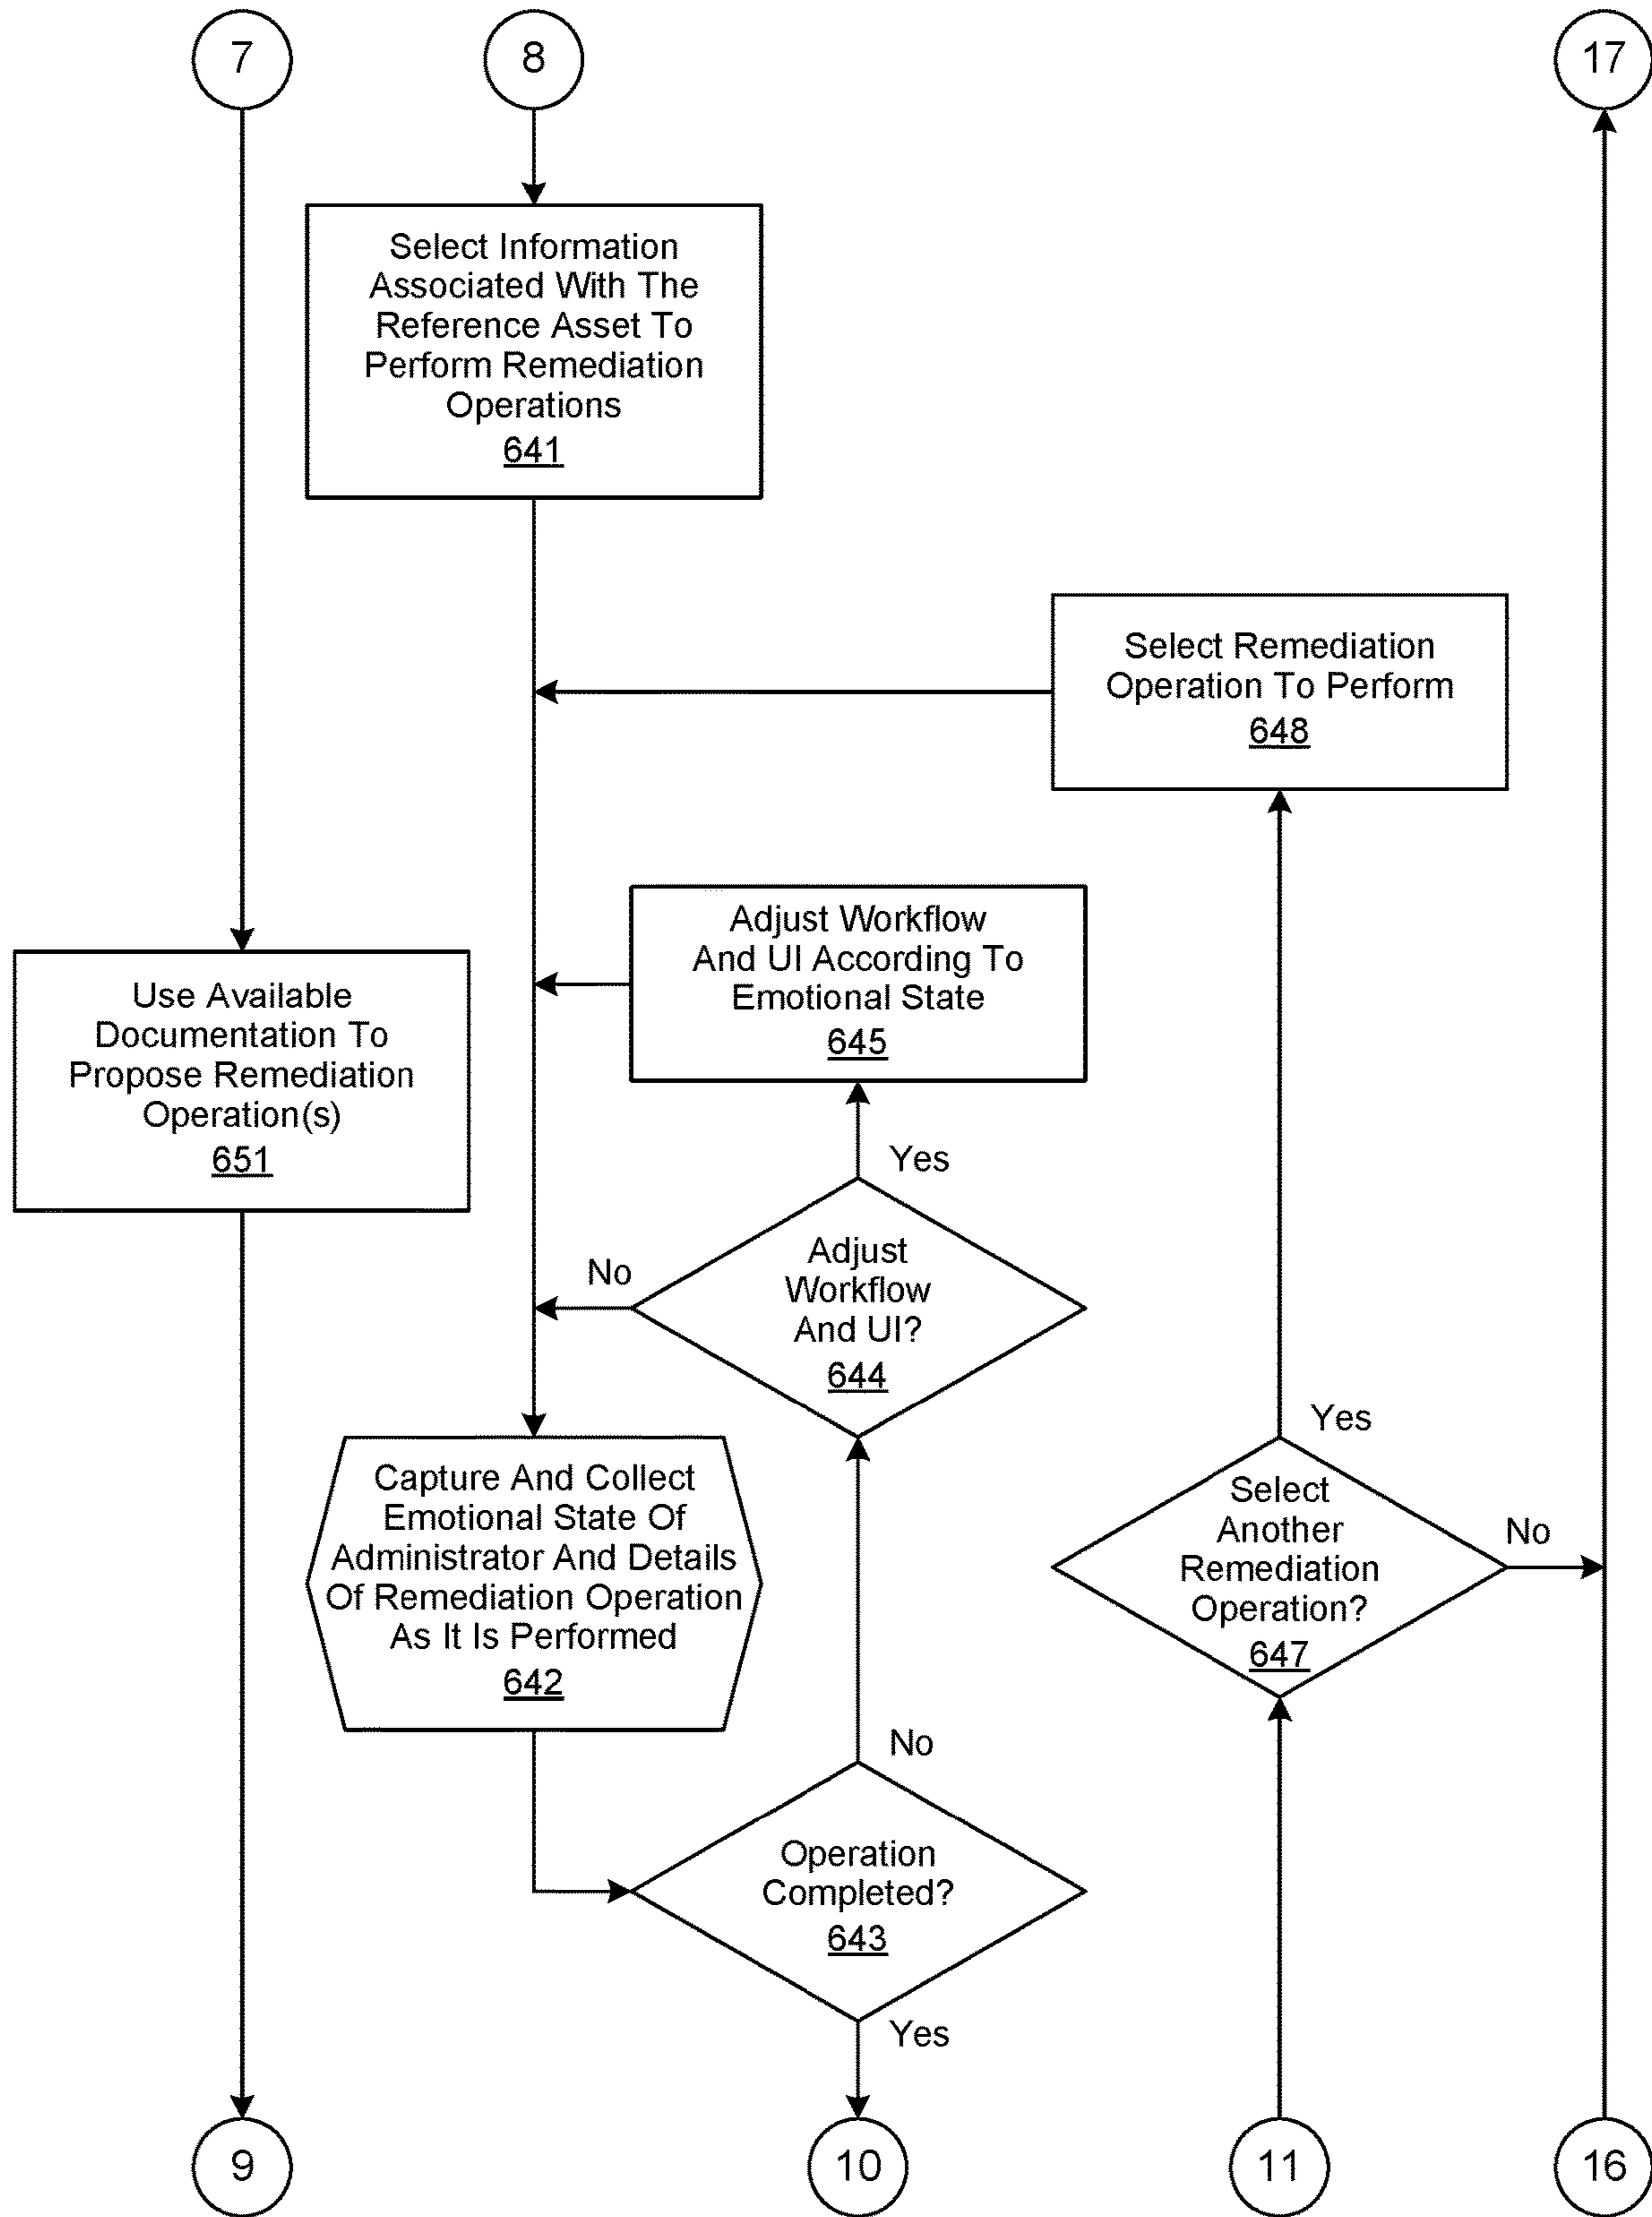 7
8
17
Select Information
Associated With The
Reference Asset To
Perform Remediation
Operations
641
Select Remediation
Operation To Perform
648
Adjust Workflow
And UI According To
Emotional State
645
Use Available
Documentation To
Propose Remediation
Operation(s)
651
Yes
Adjust
Workflow
And UI?
644
No
Yes
Capture And Collect
Emotional State Of
Administrator And Details
Of Remediation Operation
As It Is Performed
642
Select
Another
Remediation
Operation?
647
No
No
Operation
Completed?
643
Yes
9
10
11
16